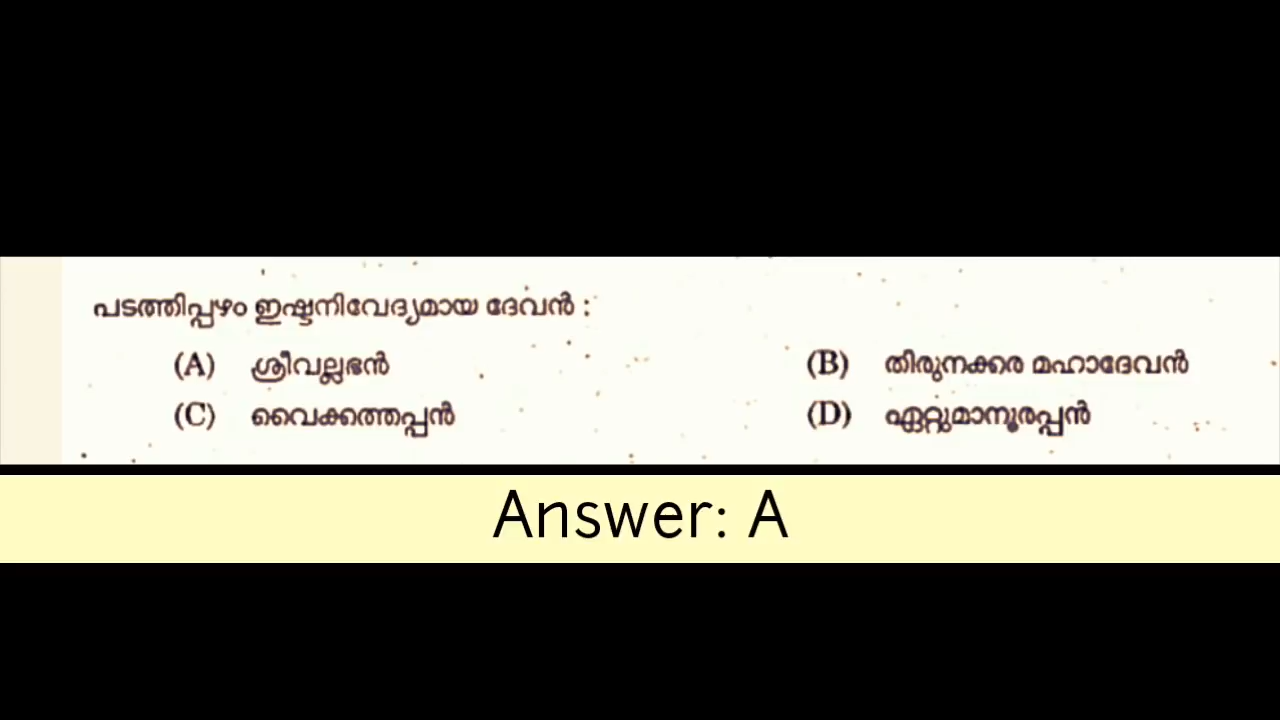 പടത്തിപ്പഴം ഇഷ്ടനിവേദ്യമായ ദേവൻ :
(A) ശ്രീവല്ലഭൻ (B) തിരുനക്കര മഹാദേവൻ
(C) വൈക്കത്തപ്പൻ (D) ഏറ്റുമാനൂരപ്പൻ
Answer: A